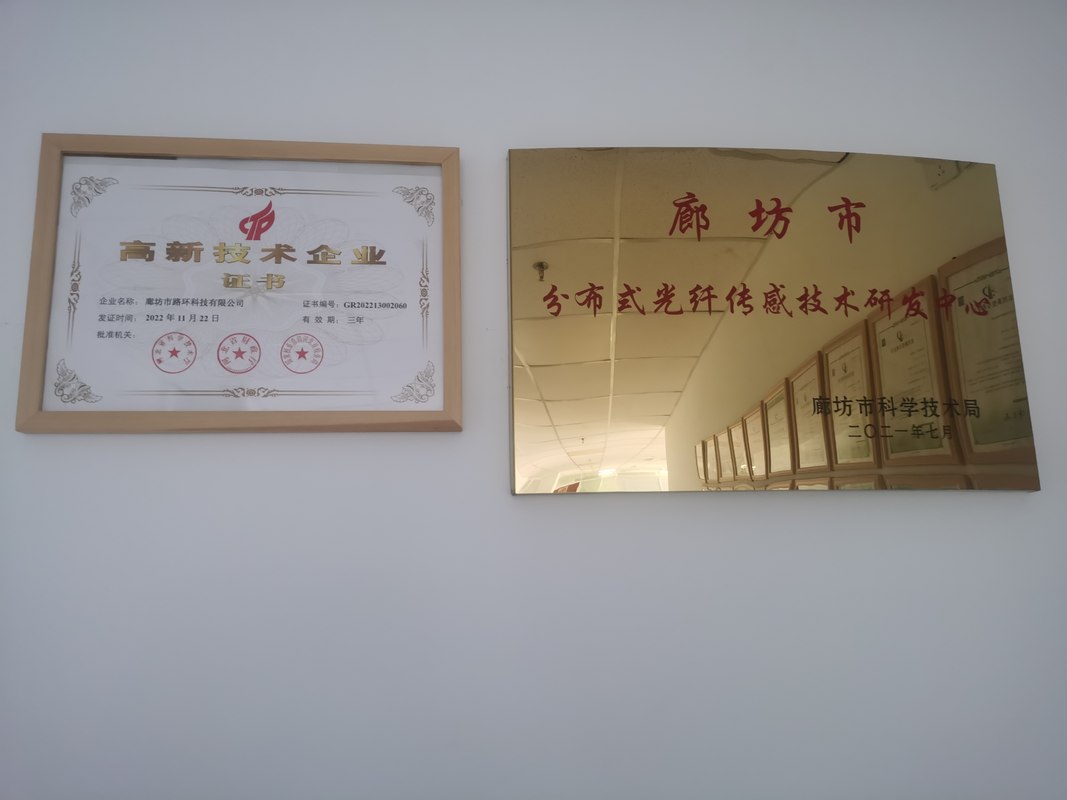 高新技术企业
证书
企业名称：廊坊市路环科技有限公司
证书编号：GR202213002060
发证时间：2022年11月22日
有效期：三年
批准机关：
廊坊市
分布式光纤传感技术研发中心
廊坊市科学技术局
二〇二一年七月